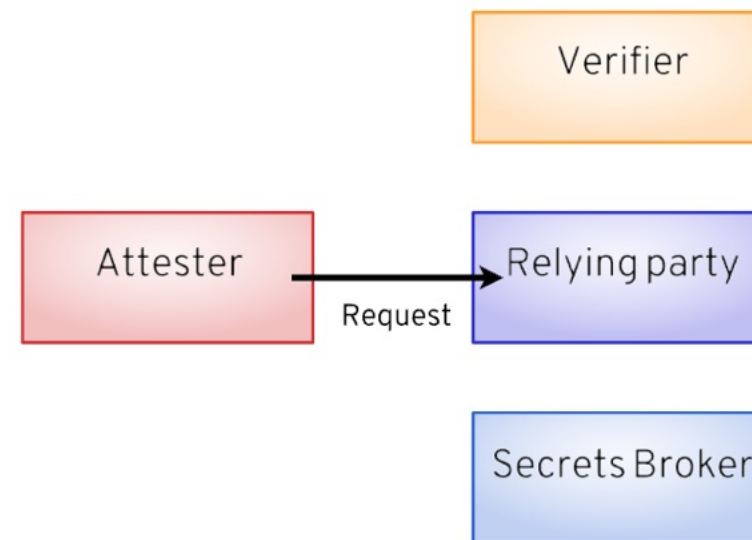 Verifier
Attester
Relying party
Request
Secrets Broker